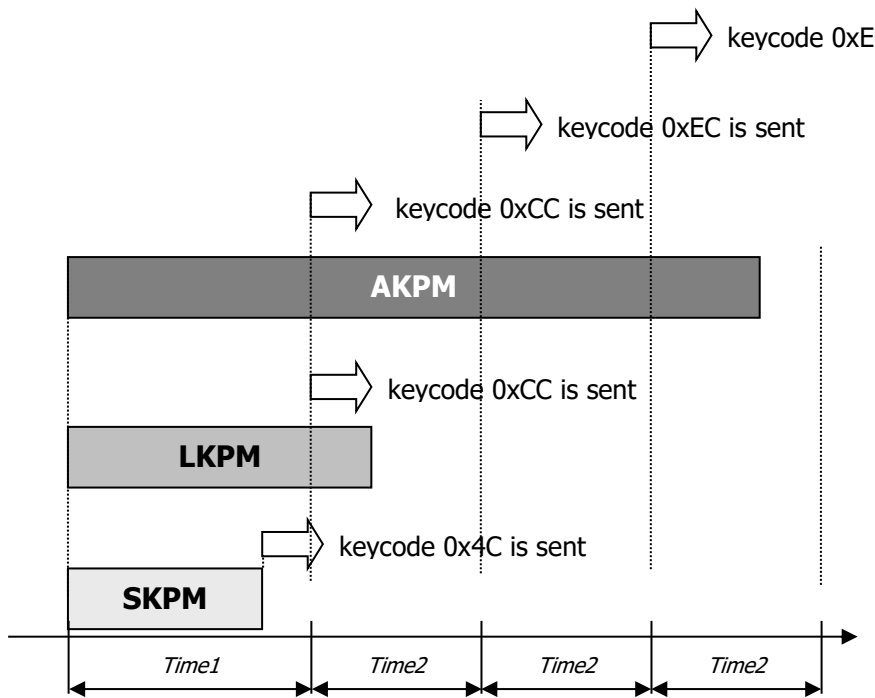 keycode 0xE
keycode 0xEC is sent
keycode 0xCC is sent
AKPM
keycode 0xCC is sent
LKPM
keycode 0x4C is sent
SKPM
Time1 Time2 Time2 Time2